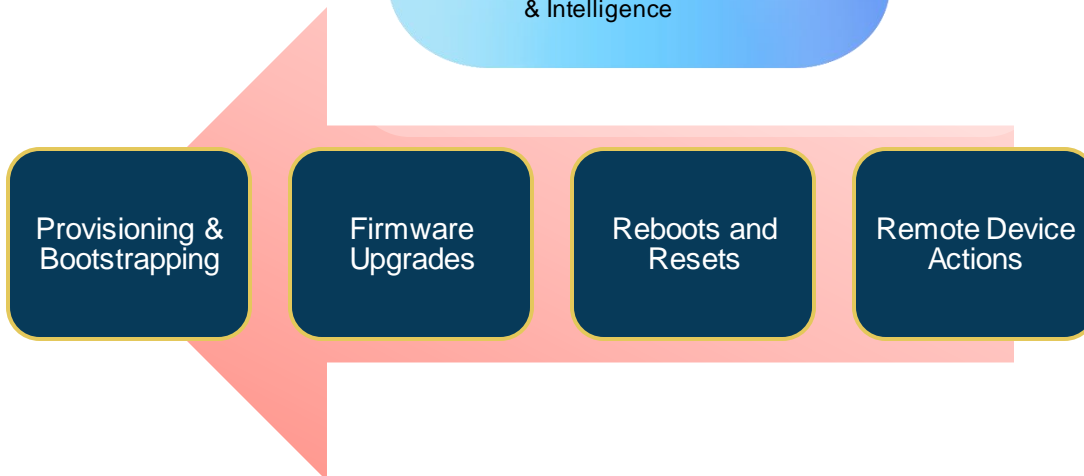 & Intelligence
Provisioning &
Bootstrapping
Firmware
Upgrades
Reboots and
Resets
Remote Device
Actions